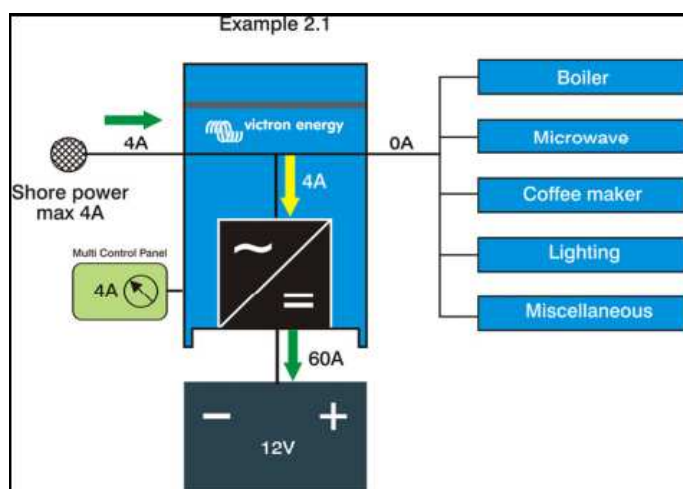 Example 2.1
victron energy
4A
0A
Shore power
max 4A
4A
Multi Control Panel
4A
60A
12V
Boiler
Microwave
Coffee maker
Lighting
Miscellaneous